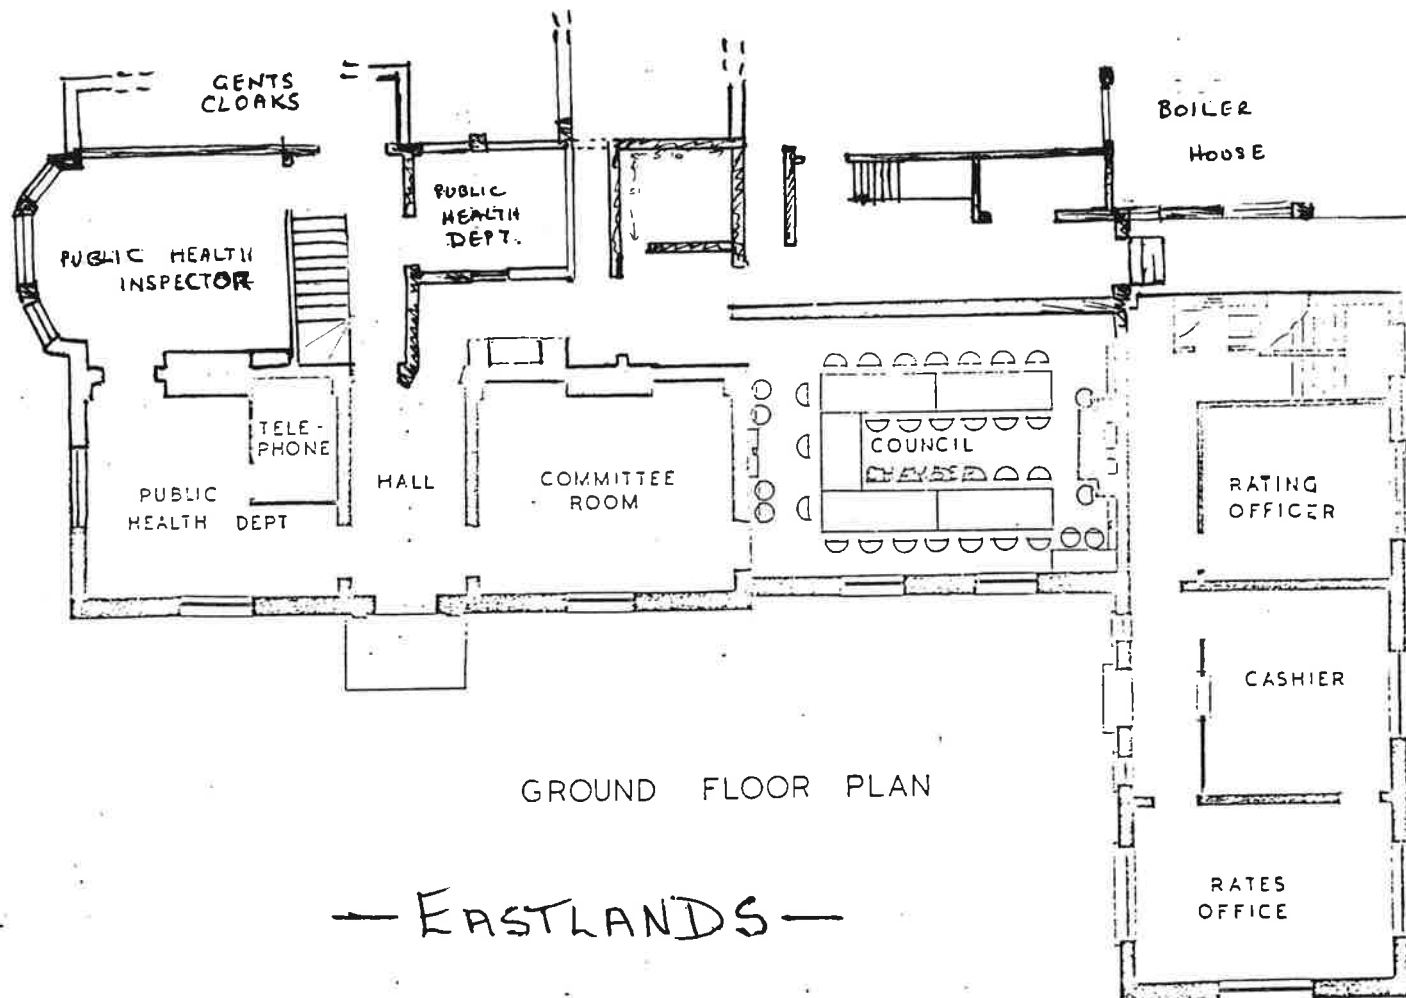 GENTS
CLOAKS
BOILER
HOUSE
PUBLIC
HEALTH
DEPT.
PUBLIC HEALTH
INSPECTOR
TELE-
PHONE
PUBLIC
HEALTH DEPT
HALL
COMMITTEE
ROOM
COUNCIL
RATING
OFFICER
CASHIER
RATES
OFFICE
GROUND FLOOR PLAN
— EASTLANDS —